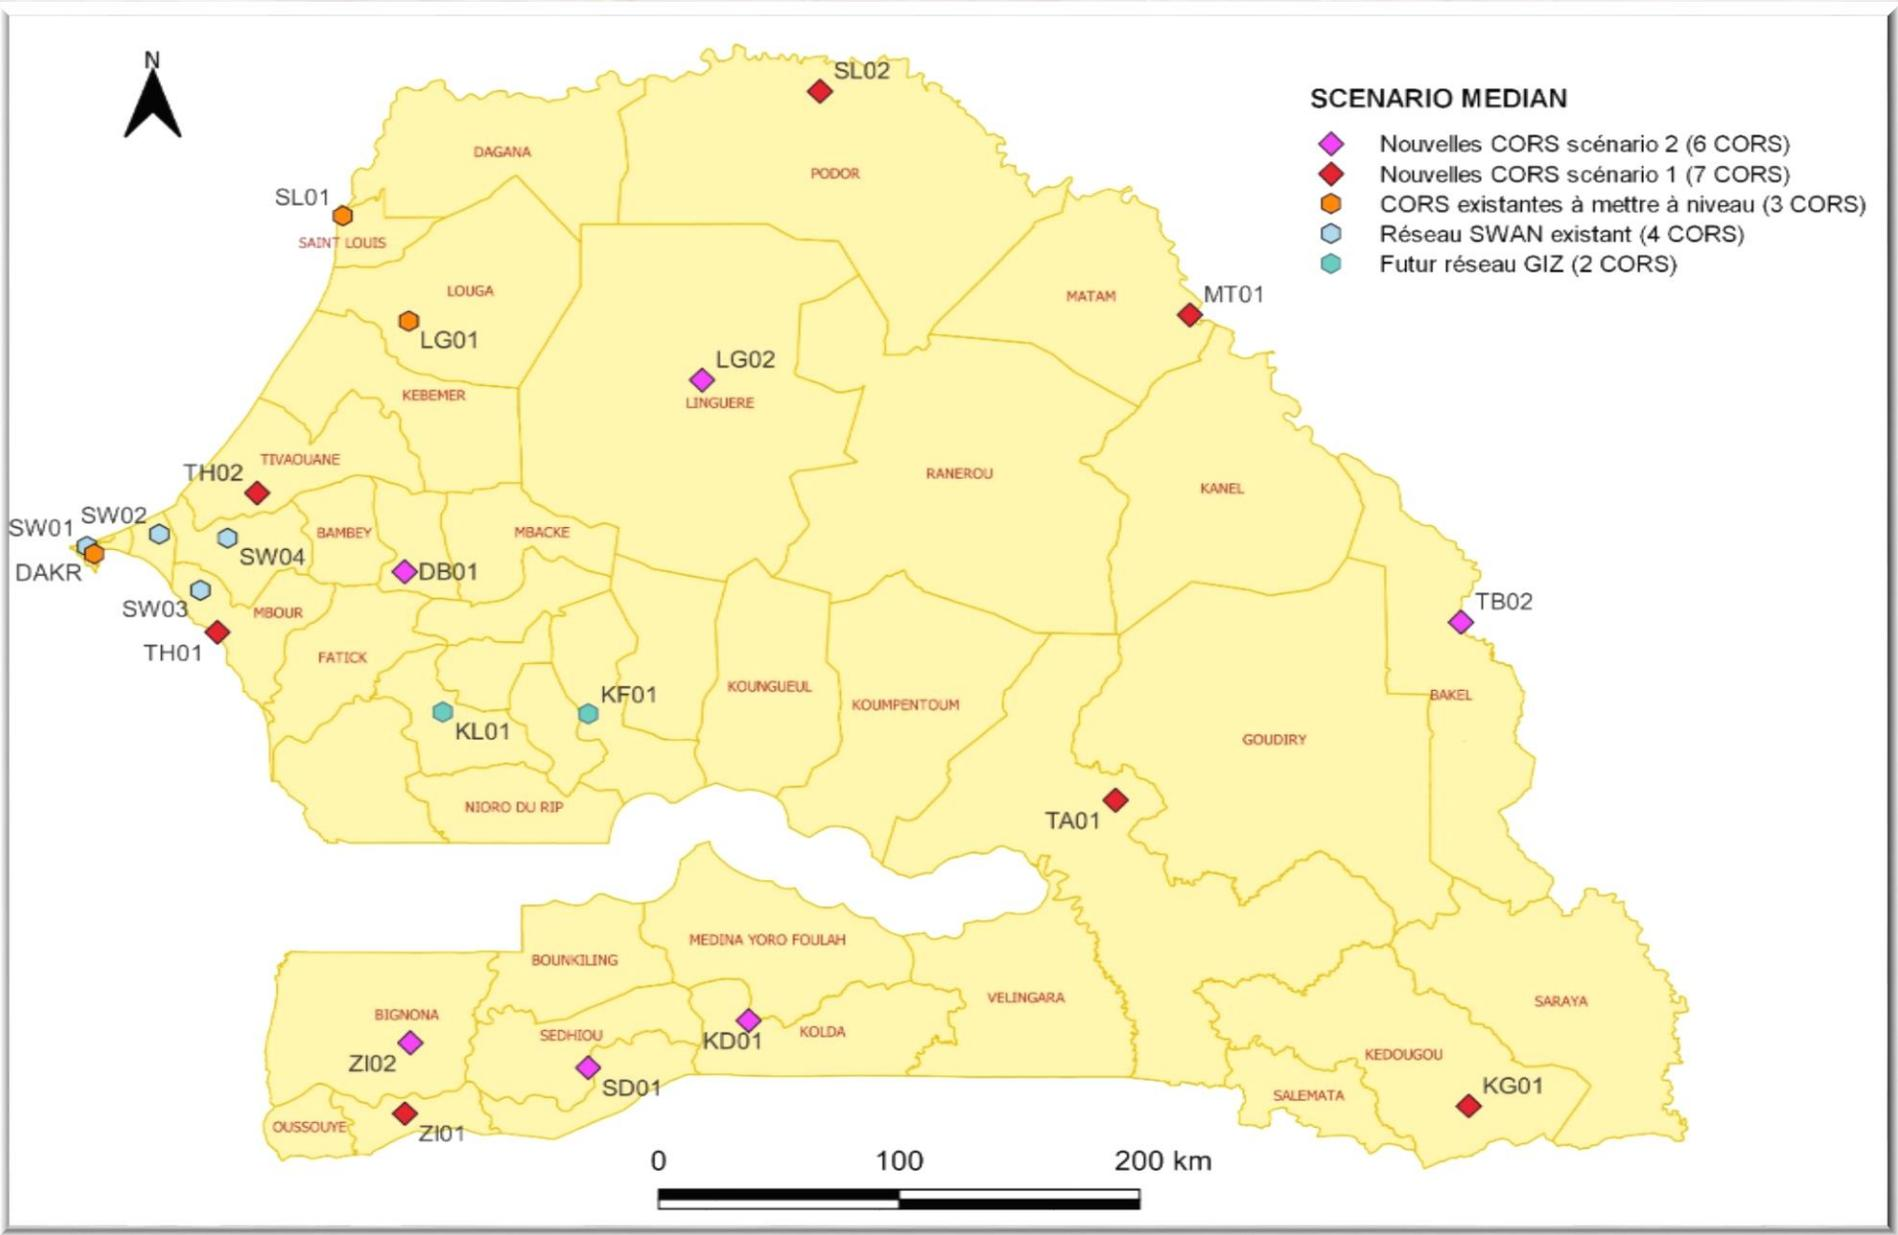 N
SL02
SCENARIO MEDIAN
Nouvelles CORS scénario 2 (6 CORS)
Nouvelles CORS scénario 1 (7 CORS)
CORS existantes à mettre à niveau (3 CORS)
Réseau SWAN existant (4 CORS)
Futur réseau GIZ (2 CORS)
DAGANA
PODOR
SL01
SAINT LOUIS
LOUGA
MATAM
MT01
LG01
LG02
KEBEMER
LINGUERE
TIVAOUANE
TH02
RANEROU
KANEL
SW01
SW02
BAMBEY
MBACKE
SW04
DAKR
DB01
SW03
MBOUR
TB02
TH01
FATICK
KOUNGUEUL
KF01
BAKEL
KOUMPENTOUM
KL01
GOUDIRY
NIORO DU RIP
TA01
MEDINA YORO FOULAH
BOUNKILING
VELINGARA
SARAYA
BIGNONA
SEDHIOU
KD01
KOLDA
ZI02
KEDOUGOU
SD01
KG01
SALEMATA
OUSSOUYE
ZI01
0 100 200 km